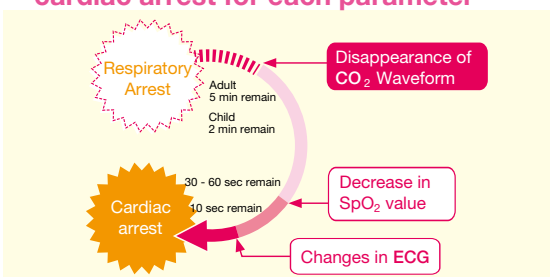 cardiac arrest for each parameter
Respiratory
Arrest
Disappearance of
CO₂ Waveform
Adult
5 min remain
Child
2 min remain
30 - 60 sec remain
10 sec remain
Cardiac
arrest
Decrease in
SpO₂ value
Changes in ECG